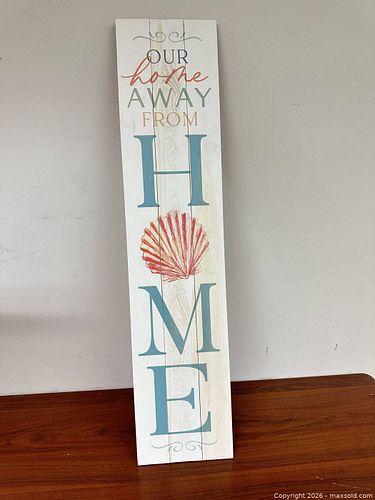 OUR
home
AWAY
FROM
H
M
E
Copyright 2026 - maxsold.com